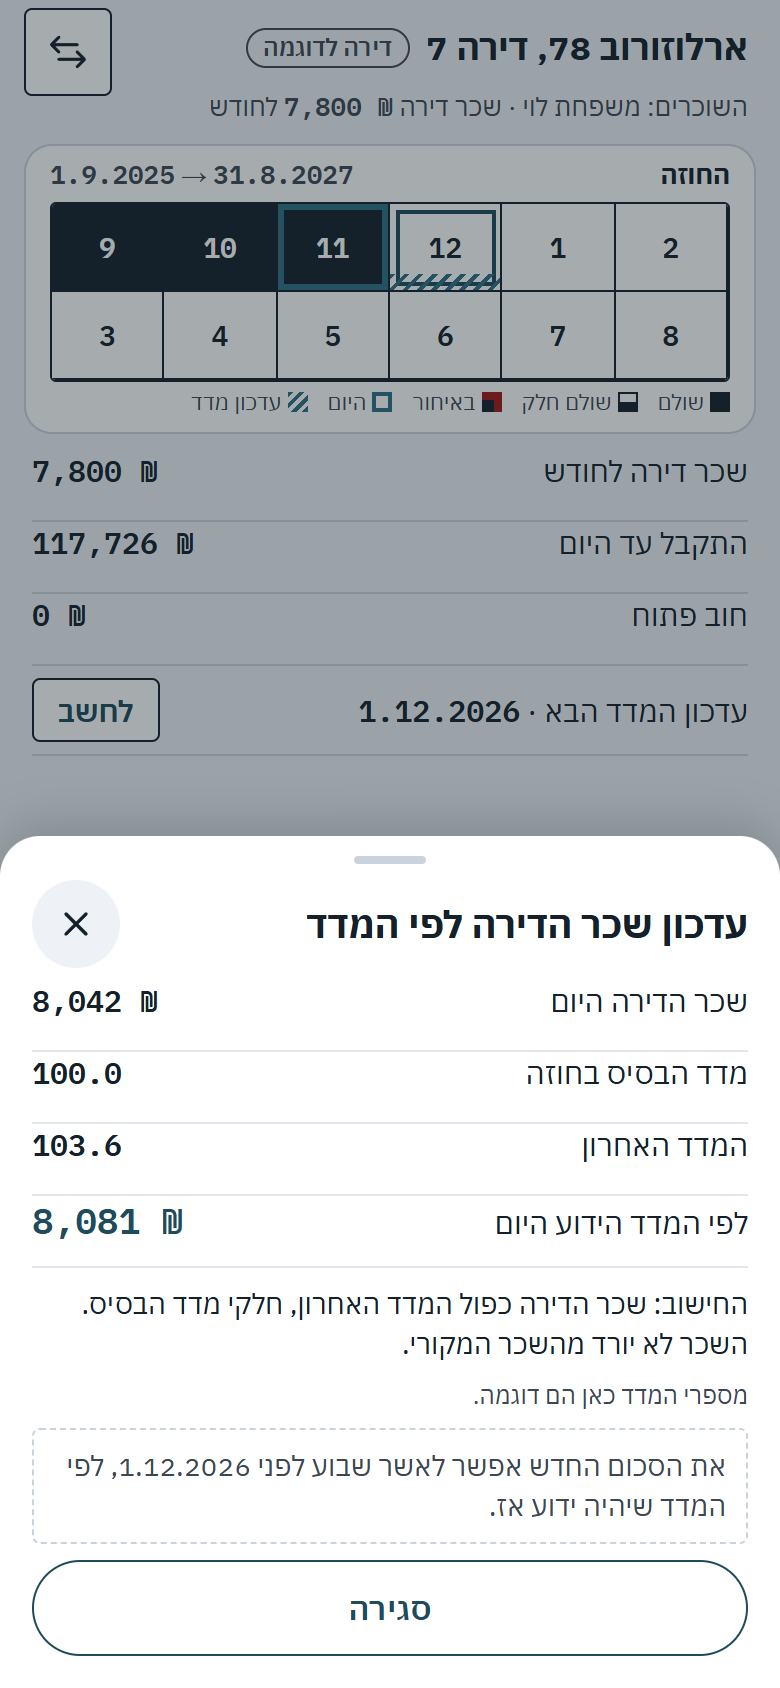 ארלוזורוב 78, דירה 7 דירה לדוגמה
השוכרים: משפחת לוי · שכר דירה ₪ 7,800 לחודש
החוזה 1.9.2025→31.8.2027
9 10 11 12 1 2
3 4 5 6 7 8
שולם שולם חלק באיחור היום עדכון מדד
שכר דירה לחודש 7,800 ₪
התקבל עד היום 117,726 ₪
חוב פתוח 0 ₪
עדכון המדד הבא · 1.12.2026 לחשב
עדכון שכר הדירה לפי המדד
שכר הדירה היום 8,042 ₪
מדד הבסיס בחוזה 100.0
המדד האחרון 103.6
לפי המדד הידוע היום 8,081 ₪
החישוב: שכר הדירה כפול המדד האחרון, חלקי מדד הבסיס.
השכר לא יורד מהשכר המקורי.
מספרי המדד כאן הם דוגמה.
את הסכום החדש אפשר לאשר שבוע לפני 1.12.2026, לפי
המדד שיהיה ידוע אז.
סגירה